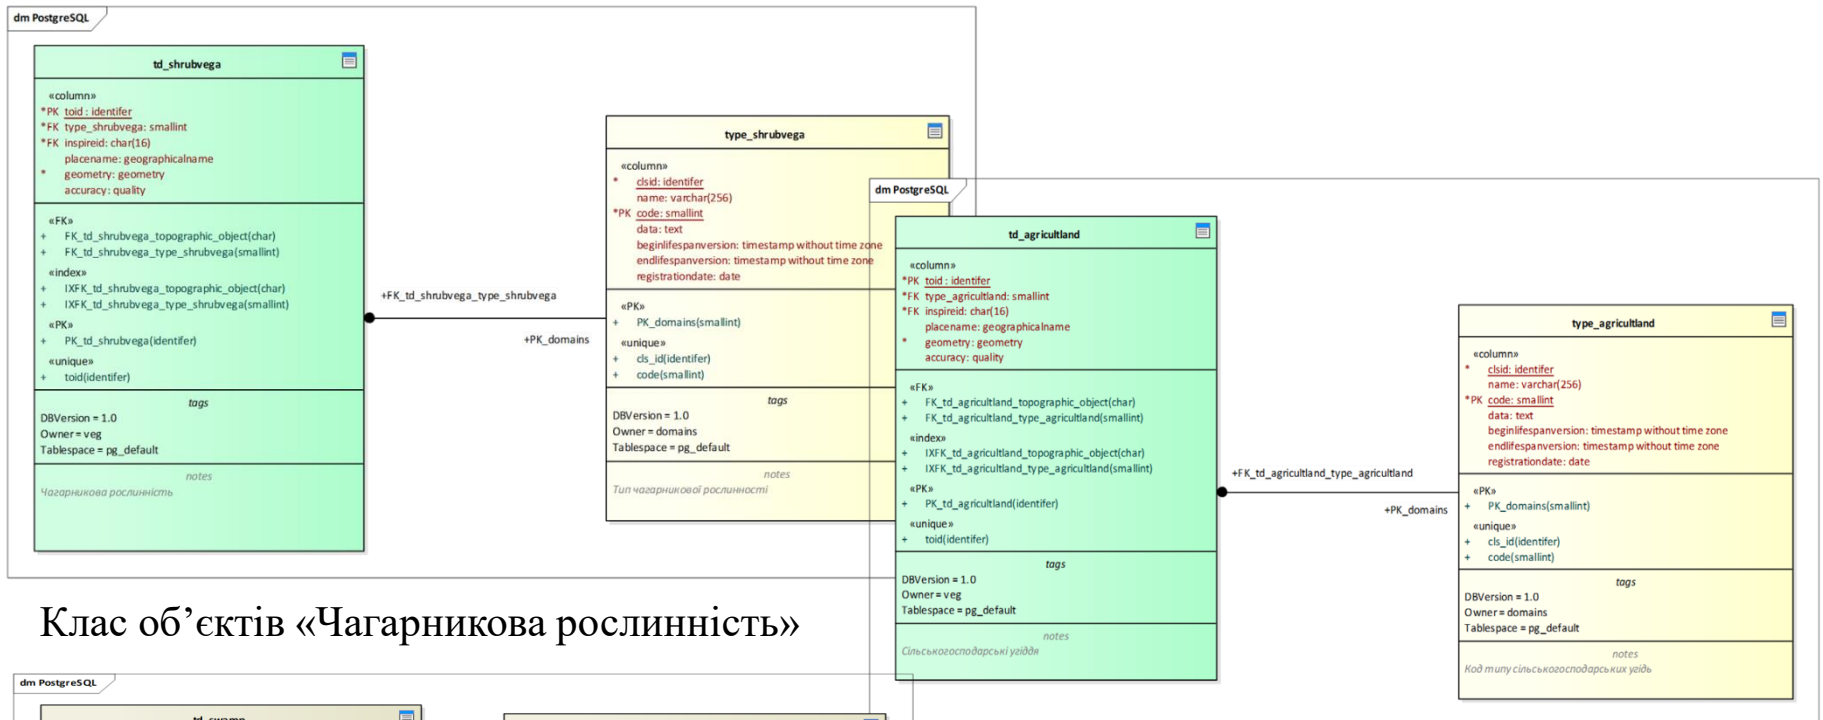 dm PostgreSQL
td_shrubvega
«column»
*PK toid : identifer
*FK type_shrubvega: smallint
*FK inspireid: char(16)
placename: geographicalname
* geometry: geometry
accuracy: quality
«FK»
+ FK_td_shrubvega_topographic_object(char)
+ FK_td_shrubvega_type_shrubvega(smallint)
«index»
+ IXFK_td_shrubvega_topographic_object(char)
+ IXFK_td_shrubvega_type_shrubvega(smallint)
«PK»
+ PK_td_shrubvega(identifer)
«unique»
+ toid(identifer)
tags
DBVersion = 1.0
Owner = veg
Tablespace = pg_default
notes
Чагарникова рослинність
+FK_td_shrubvega_type_shrubvega
+PK_domains
type_shrubvega
«column»
* clsid: identifer
name: varchar(256)
*PK code: smallint
data: text
beginlifespanversion: timestamp without time zone
endlifespanversion: timestamp without time zone
registrationdate: date
«PK»
+ PK_domains(smallint)
«unique»
+ cls_id(identifer)
+ code(smallint)
tags
DBVersion = 1.0
Owner = domains
Tablespace = pg_default
notes
Тип чагарникової рослинності
dm PostgreSQL
td_agricultland
«column»
*PK toid : identifer
*FK type_agricultland: smallint
*FK inspireid: char(16)
placename: geographicalname
* geometry: geometry
accuracy: quality
«FK»
+ FK_td_agricultland_topographic_object(char)
+ FK_td_agricultland_type_agricultland(smallint)
«index»
+ IXFK_td_agricultland_topographic_object(char)
+ IXFK_td_agricultland_type_agricultland(smallint)
«PK»
+ PK_td_agricultland(identifer)
«unique»
+ toid(identifer)
tags
DBVersion = 1.0
Owner = veg
Tablespace = pg_default
notes
Сільськогосподарські угіддя
+FK_td_agricultland_type_agricultland
+PK_domains
type_agricultland
«column»
* clsid: identifer
name: varchar(256)
*PK code: smallint
data: text
beginlifespanversion: timestamp without time zone
endlifespanversion: timestamp without time zone
registrationdate: date
«PK»
+ PK_domains(smallint)
«unique»
+ cls_id(identifer)
+ code(smallint)
tags
DBVersion = 1.0
Owner = domains
Tablespace = pg_default
notes
Код типу сільськогосподарських угідь
Клас об’єктів «Чагарникова рослинність»
dm PostgreSQL
td_swamp